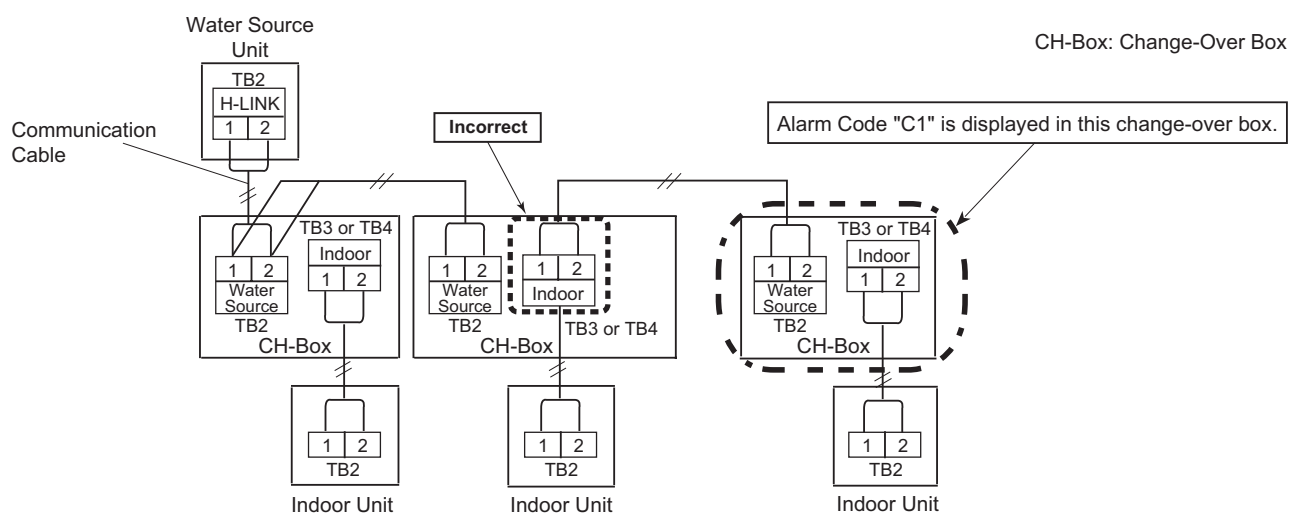 Water Source
Unit
CH-Box: Change-Over Box
TB2
H-LINK
1 2
Communication
Cable
Incorrect
Alarm Code "C1" is displayed in this change-over box.
TB3 or TB4
Indoor
1 2
1 2
Water
Source
TB2
CH-Box
1 2
Water
Source
TB2
1 2
Indoor
TB3 or TB4
CH-Box
TB3 or TB4
Indoor
1 2
1 2
Water
Source
TB2
CH-Box
1 2
TB2
Indoor Unit
1 2
TB2
Indoor Unit
1 2
TB2
Indoor Unit